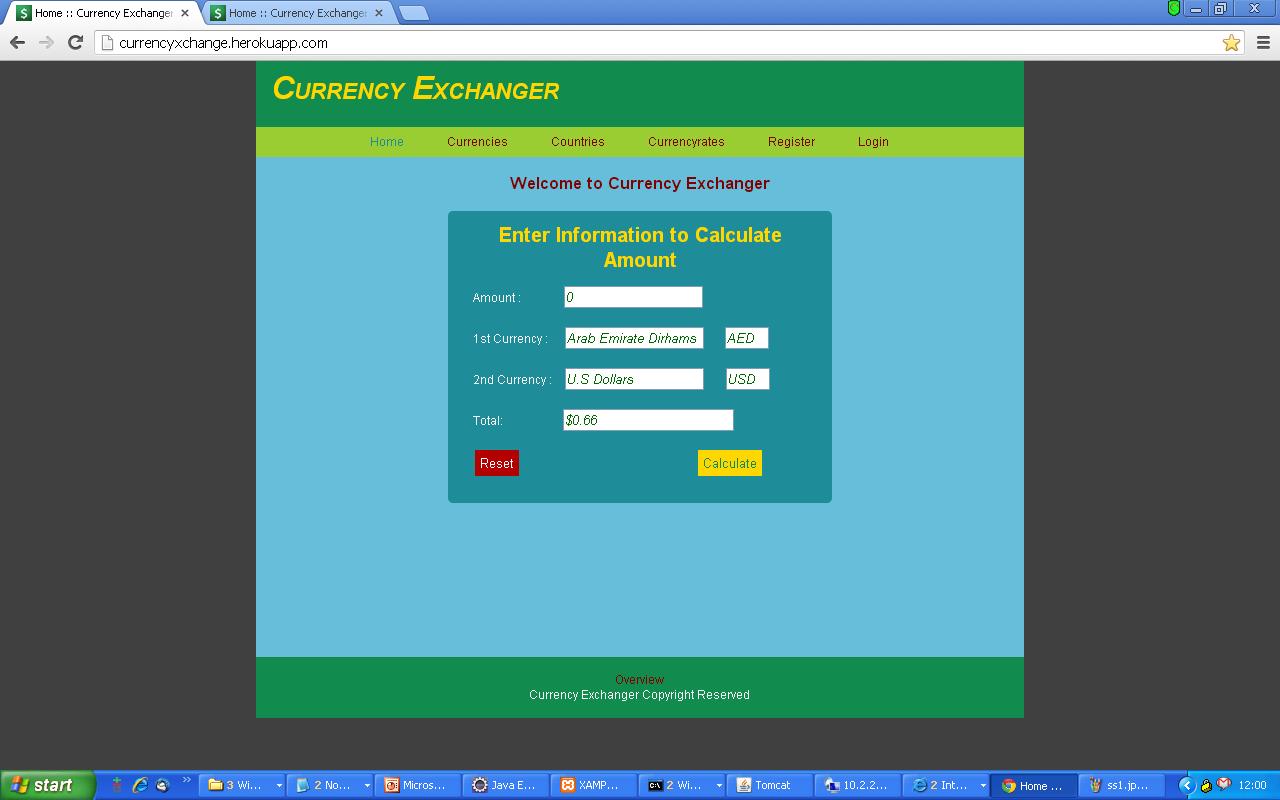 Home :: Currency Exchanger
Home :: Currency Exchanger
currencyxchange.herokuapp.com
CURRENCY EXCHANGER
Home Currencies Countries Currencyrates Register Login
Welcome to Currency Exchanger
Enter Information to Calculate
Amount
Amount : 0
1st Currency : Arab Emirate Dirhams AED
2nd Currency : U.S Dollars USD
Total: $0.66
Reset Calculate
Overview
Currency Exchanger Copyright Reserved
start 3 Wi... 2 No... Micros... Java E... XAMP... 2 Wi... Tomcat 10.2.2... 2 Int... Home ... ss1.jp... 12:00